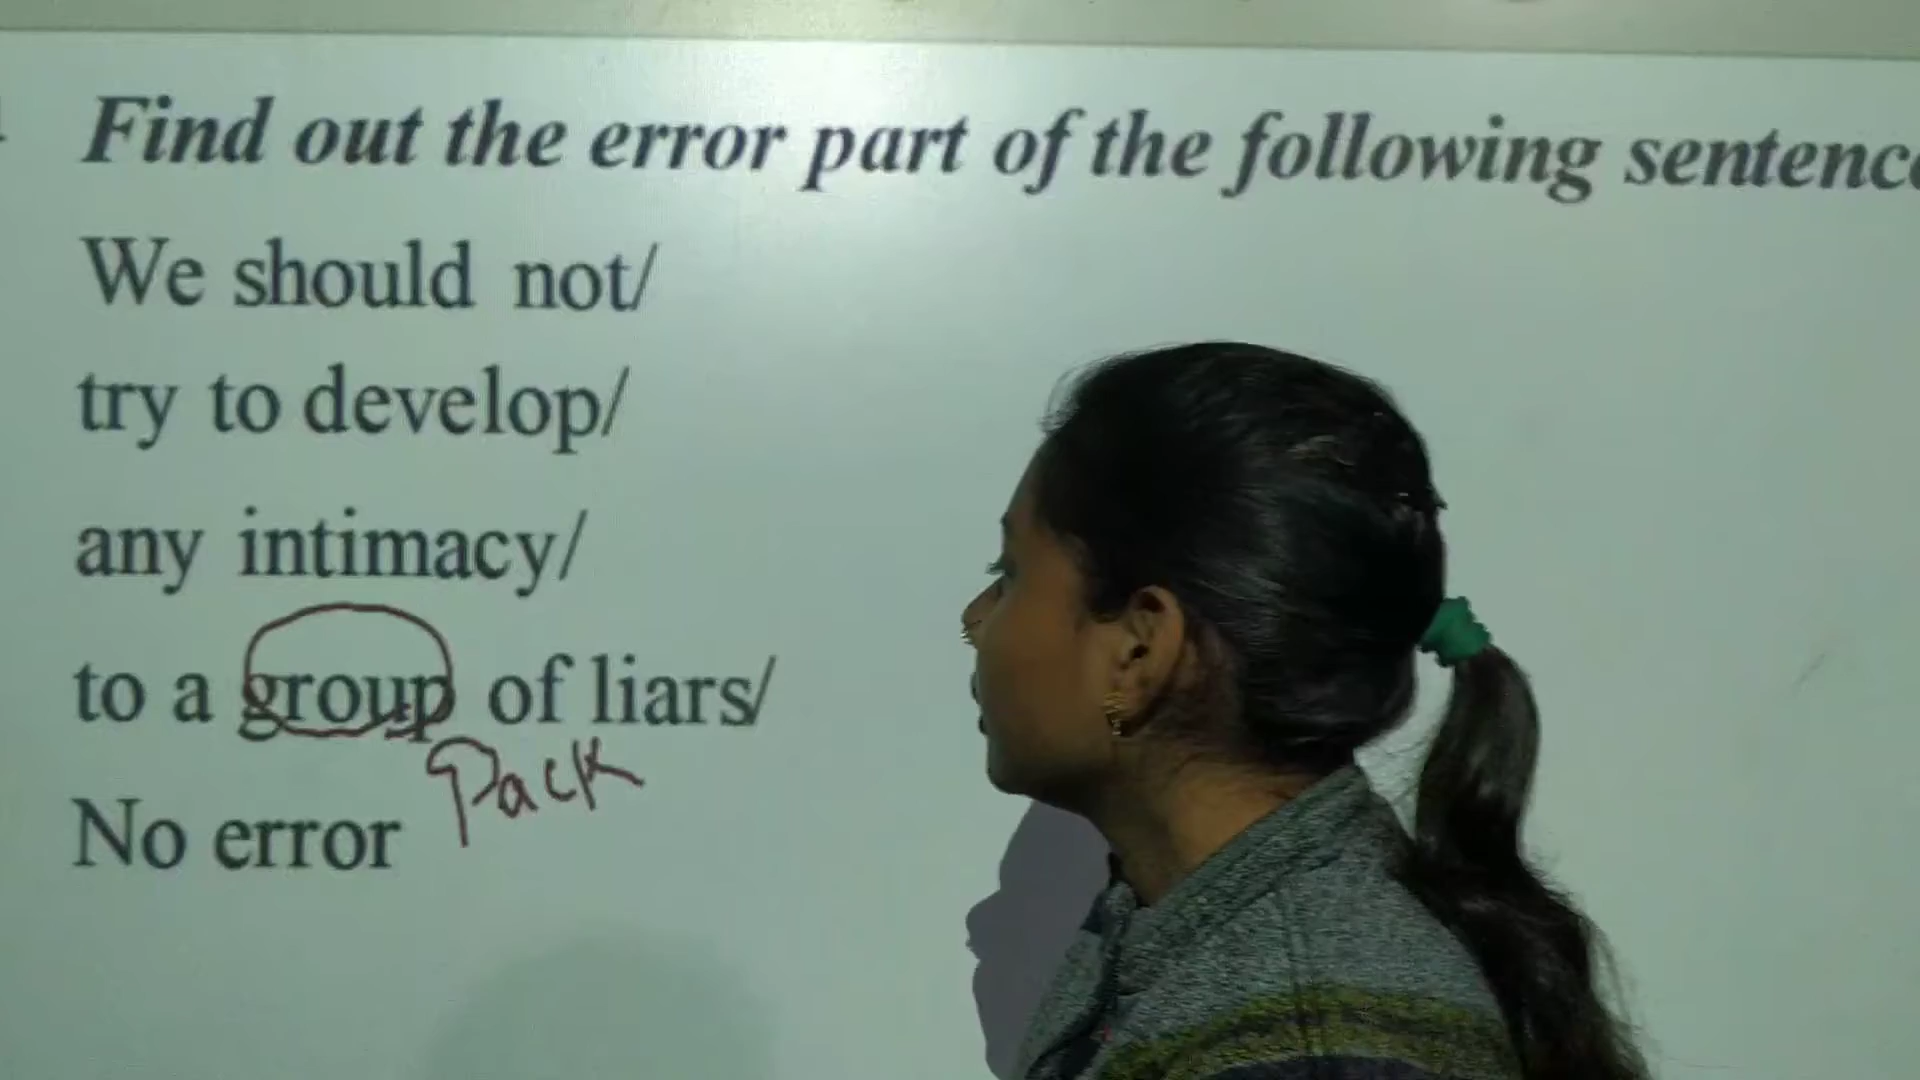 Find out the error part of the following sentenc
We should not/
try to develop/
any intimacy/
to a group of liars/
Pack
No error